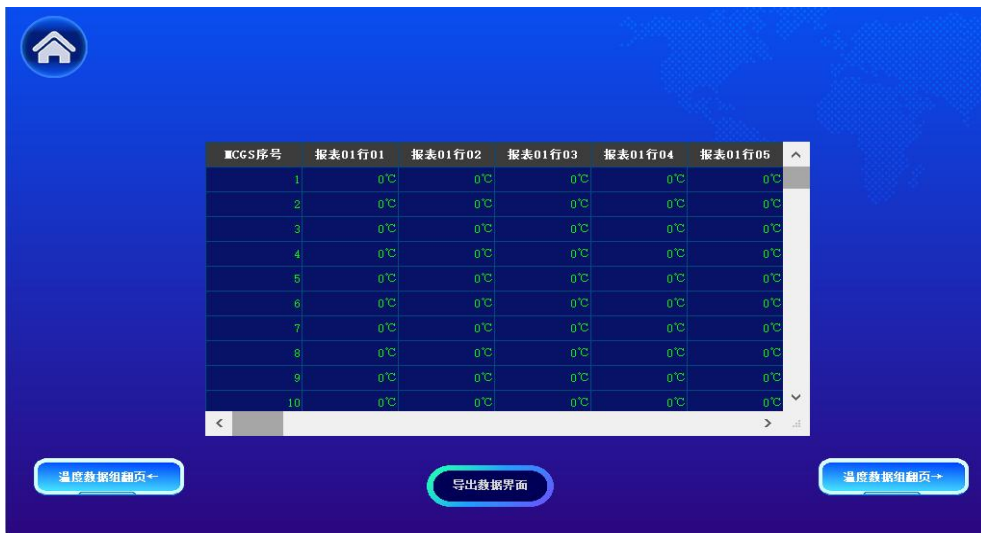 MCGS序号 报表01行01 报表01行02 报表01行03 报表01行04 报表01行05
1 0℃ 0℃ 0℃ 0℃ 0℃
2 0℃ 0℃ 0℃ 0℃ 0℃
3 0℃ 0℃ 0℃ 0℃ 0℃
4 0℃ 0℃ 0℃ 0℃ 0℃
5 0℃ 0℃ 0℃ 0℃ 0℃
6 0℃ 0℃ 0℃ 0℃ 0℃
7 0℃ 0℃ 0℃ 0℃ 0℃
8 0℃ 0℃ 0℃ 0℃ 0℃
9 0℃ 0℃ 0℃ 0℃ 0℃
10 0℃ 0℃ 0℃ 0℃ 0℃
温度数据组翻页← 导出数据界面 温度数据组翻页→